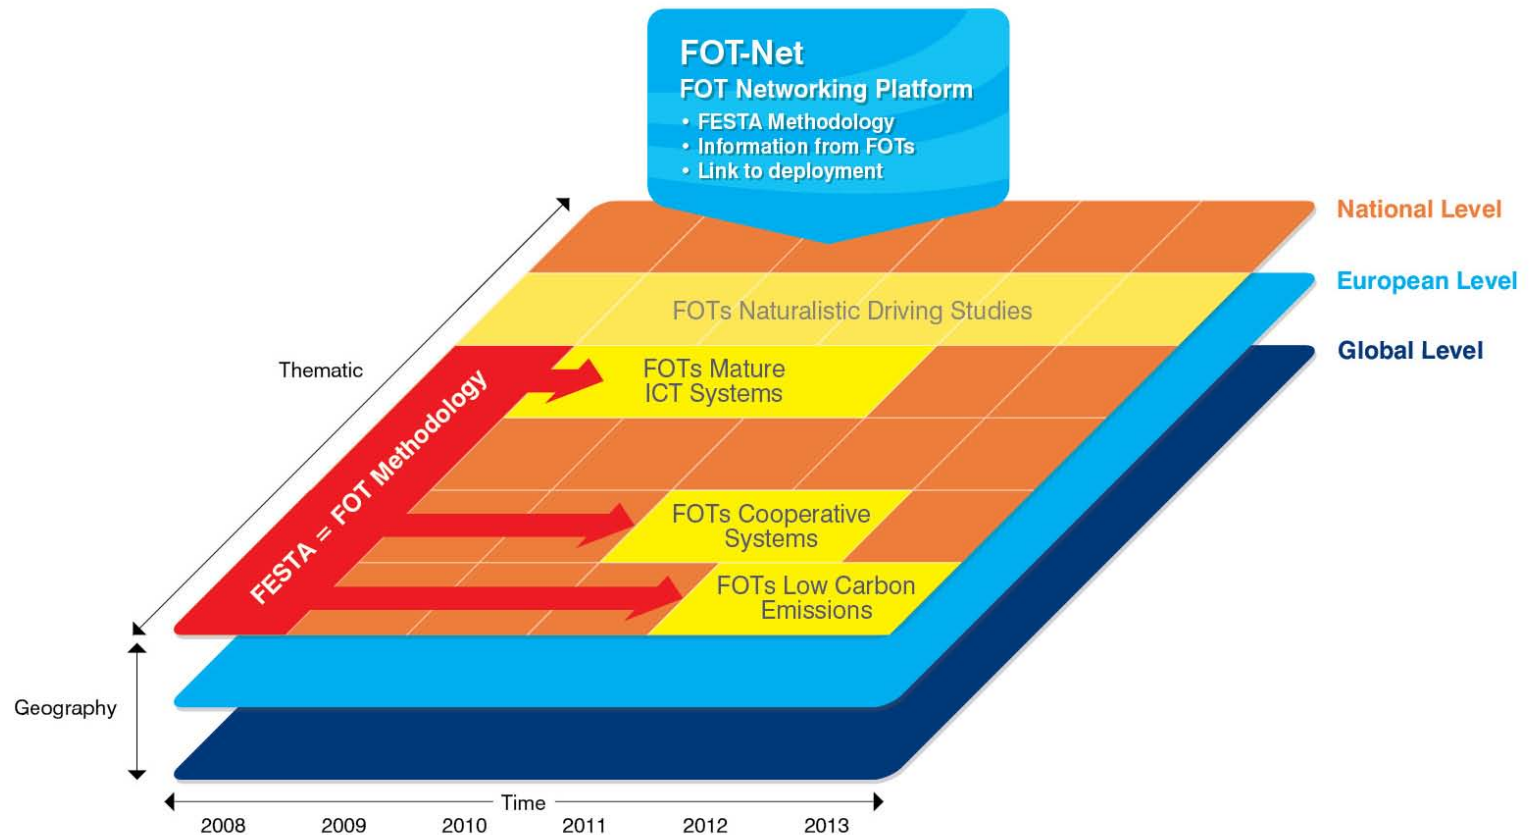 FOT-Net
FOT Networking Platform
• FESTA Methodology
• Information from FOTs
• Link to deployment
National Level
European Level
Global Level
FOTs Naturalistic Driving Studies
Thematic
FOTs Mature
ICT Systems
FESTA = FOT Methodology
FOTs Cooperative
Systems
FOTs Low Carbon
Emissions
Geography
Time
2008 2009 2010 2011 2012 2013